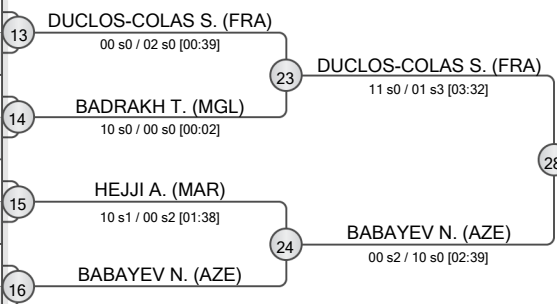 13
DUCLOS-COLAS S. (FRA)
00 s0 / 02 s0 [00:39]
23
DUCLOS-COLAS S. (FRA)
11 s0 / 01 s3 [03:32]
14
BADRAKH T. (MGL)
10 s0 / 00 s0 [00:02]
28
15
HEJJI A. (MAR)
10 s1 / 00 s2 [01:38]
24
BABAYEV N. (AZE)
00 s2 / 10 s0 [02:39]
16
BABAYEV N. (AZE)